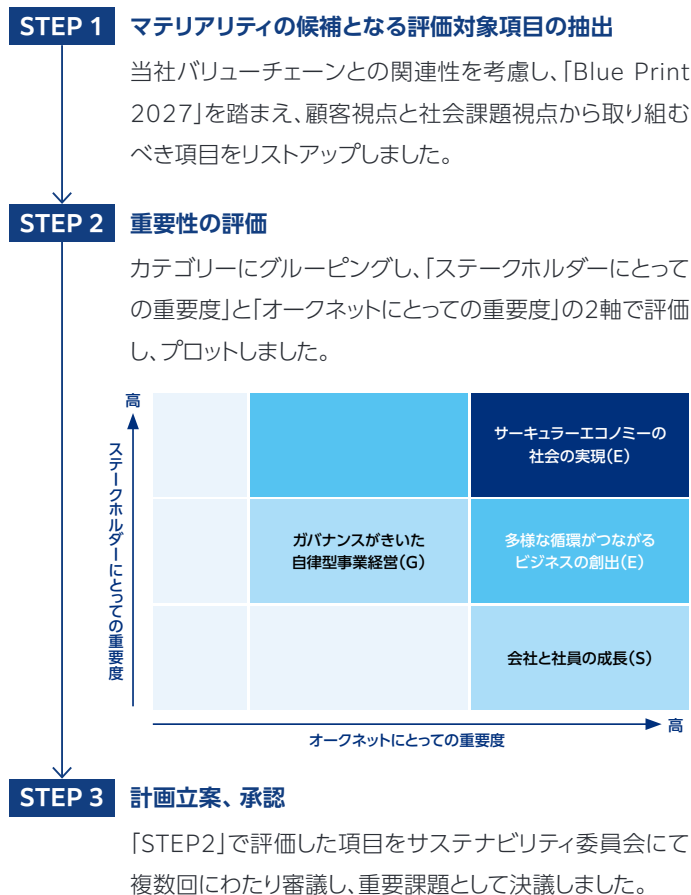 STEP 1 マテリアリティの候補となる評価対象項目の抽出
当社バリューチェーンとの関連性を考慮し、「Blue Print
2027」を踏まえ、顧客視点と社会課題視点から取り組む
べき項目をリストアップしました。
STEP 2 重要性の評価
カテゴリーにグルーピングし、「ステークホルダーにとって
の重要度」と「オークネットにとっての重要度」の2軸で評価
し、プロットしました。
高
ステークホルダーにとっての重要度
サーキュラーエコノミーの
社会の実現(E)
ガバナンスがきいた
自律型事業経営(G)
多様な循環がつながる
ビジネスの創出(E)
会社と社員の成長(S)
高
オークネットにとっての重要度
STEP 3 計画立案、承認
「STEP2」で評価した項目をサステナビリティ委員会にて
複数回にわたり審議し、重要課題として決議しました。